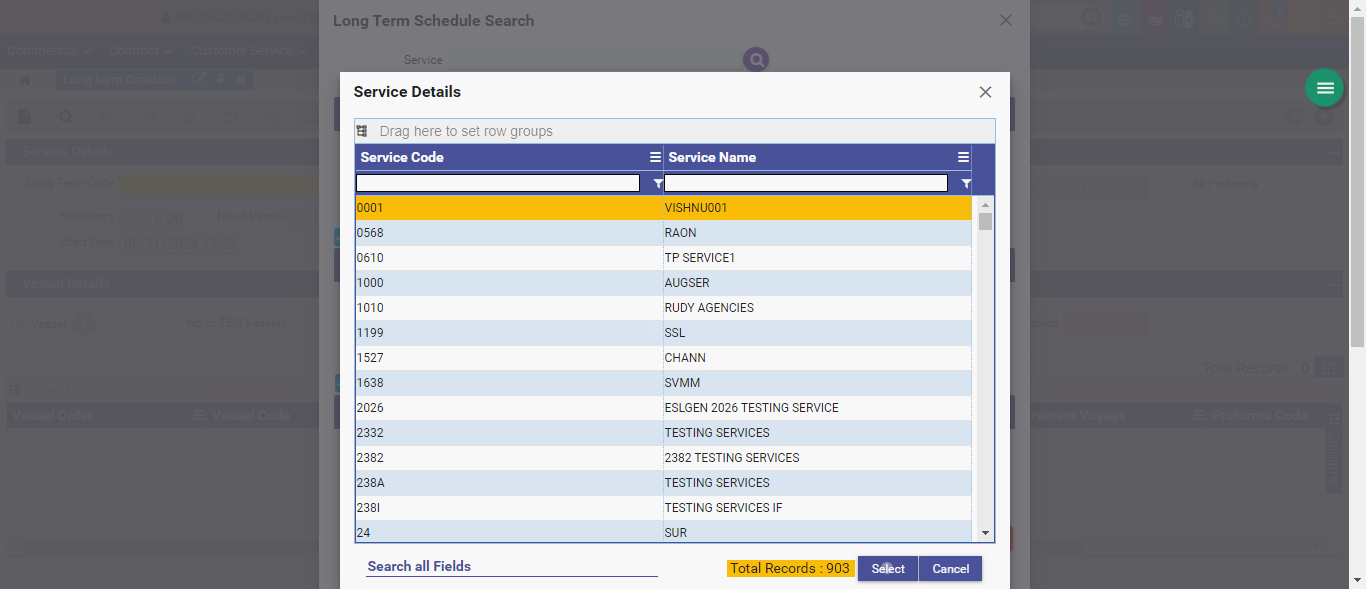 Long Term Schedule Search
Commercial Contract Customer Service
Service
Long term Creation
Service Details
Drag here to set row groups
Service Code Service Name
0001 VISHNU001
0568 RAON
0610 TP SERVICE1
1000 AUGSER
1010 RUDY AGENCIES
1199 SSL
1527 CHANN
1638 SVMM
2026 ESLGEN 2026 TESTING SERVICE
2332 TESTING SERVICES
2382 2382 TESTING SERVICES
238A TESTING SERVICES
238I TESTING SERVICES IF
24 SUR
Search all Fields Total Records : 903 Select Cancel
Service Details
Long Term Code All Proforma
Frequency 0.00 No.of Vessel
Start Date
Vessel Details
Vessel No of TBN Vessels
Total Records 0
Vessel Order Vessel Code Voyage Proforma Code